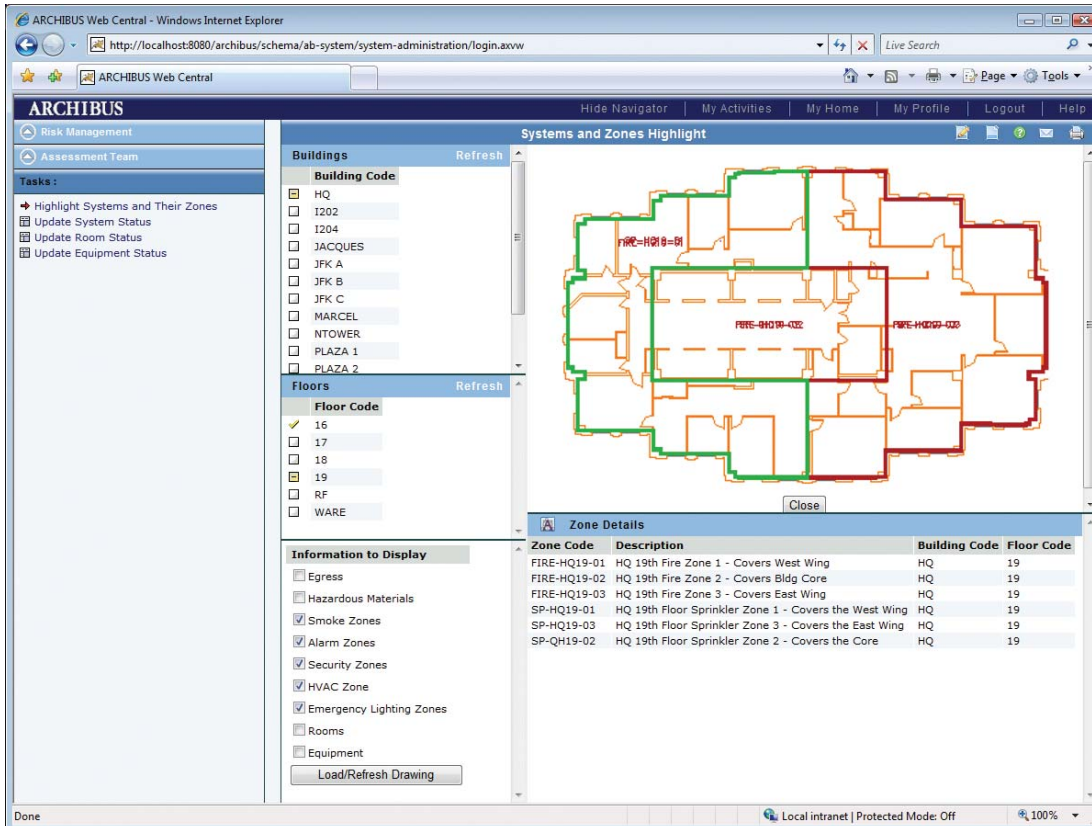 ARCHIBUS Web Central - Windows Internet Explorer
http://localhost:8080/archibus/schema/ab-system/system-administration/login.axvw
Live Search
ARCHIBUS Web Central
Page
Tools
ARCHIBUS
Hide Navigator | My Activities | My Home | My Profile | Logout | Help
Risk Management
Assessment Team
Tasks :
Highlight Systems and Their Zones
Update System Status
Update Room Status
Update Equipment Status
Systems and Zones Highlight
Buildings Refresh
Building Code
HQ
I202
I204
JACQUES
JFK A
JFK B
JFK C
MARCEL
NTOWER
PLAZA 1
PLAZA 2
Floors Refresh
Floor Code
16
17
18
19
RF
WARE
Information to Display
Egress
Hazardous Materials
Smoke Zones
Alarm Zones
Security Zones
HVAC Zone
Emergency Lighting Zones
Rooms
Equipment
Load/Refresh Drawing
Close
Zone Details
Zone Code Description Building Code Floor Code
FIRE-HQ19-01 HQ 19th Fire Zone 1 - Covers West Wing HQ 19
FIRE-HQ19-02 HQ 19th Fire Zone 2 - Covers Bldg Core HQ 19
FIRE-HQ19-03 HQ 19th Fire Zone 3 - Covers East Wing HQ 19
SP-HQ19-01 HQ 19th Floor Sprinkler Zone 1 - Covers the West Wing HQ 19
SP-HQ19-03 HQ 19th Floor Sprinkler Zone 3 - Covers the East Wing HQ 19
SP-QH19-02 HQ 19th Floor Sprinkler Zone 2 - Covers the Core HQ 19
Done
Local intranet | Protected Mode: Off
100%